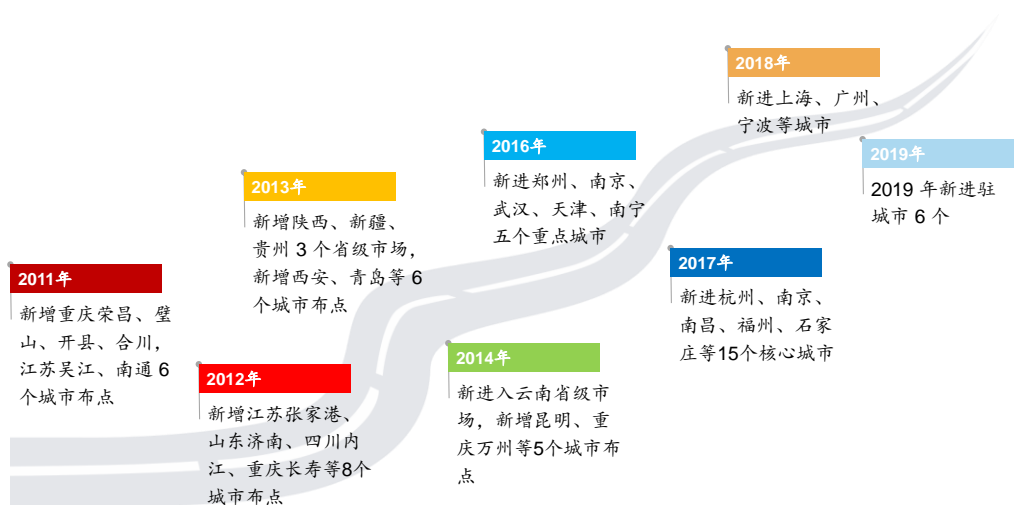 2011年
新增重庆荣昌、璧
山、开县、合川，
江苏吴江、南通 6
个城市布点
2012年
新增江苏张家港、
山东济南、四川内
江、重庆长寿等8个
城市布点
2013年
新增陕西、新疆、
贵州 3 个省级市场，
新增西安、青岛等 6
个城市布点
2014年
新进入云南省级市
场，新增昆明、重
庆万州等5个城市布
点
2016年
新进郑州、南京、
武汉、天津、南宁
五个重点城市
2017年
新进杭州、南京、
南昌、福州、石家
庄等15个核心城市
2018年
新进上海、广州、
宁波等城市
2019年
2019 年新进驻
城市 6 个